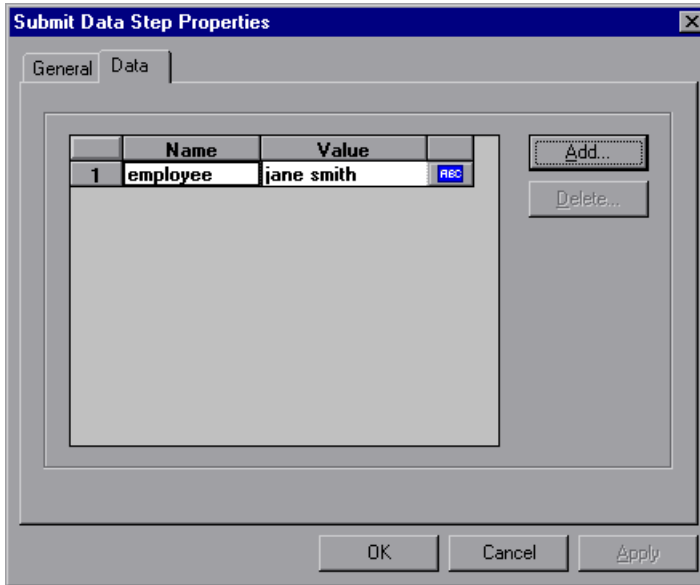 Submit Data Step Properties
General Data
Name Value
1 employee jane smith ABC
Add...
Delete...
OK Cancel Apply